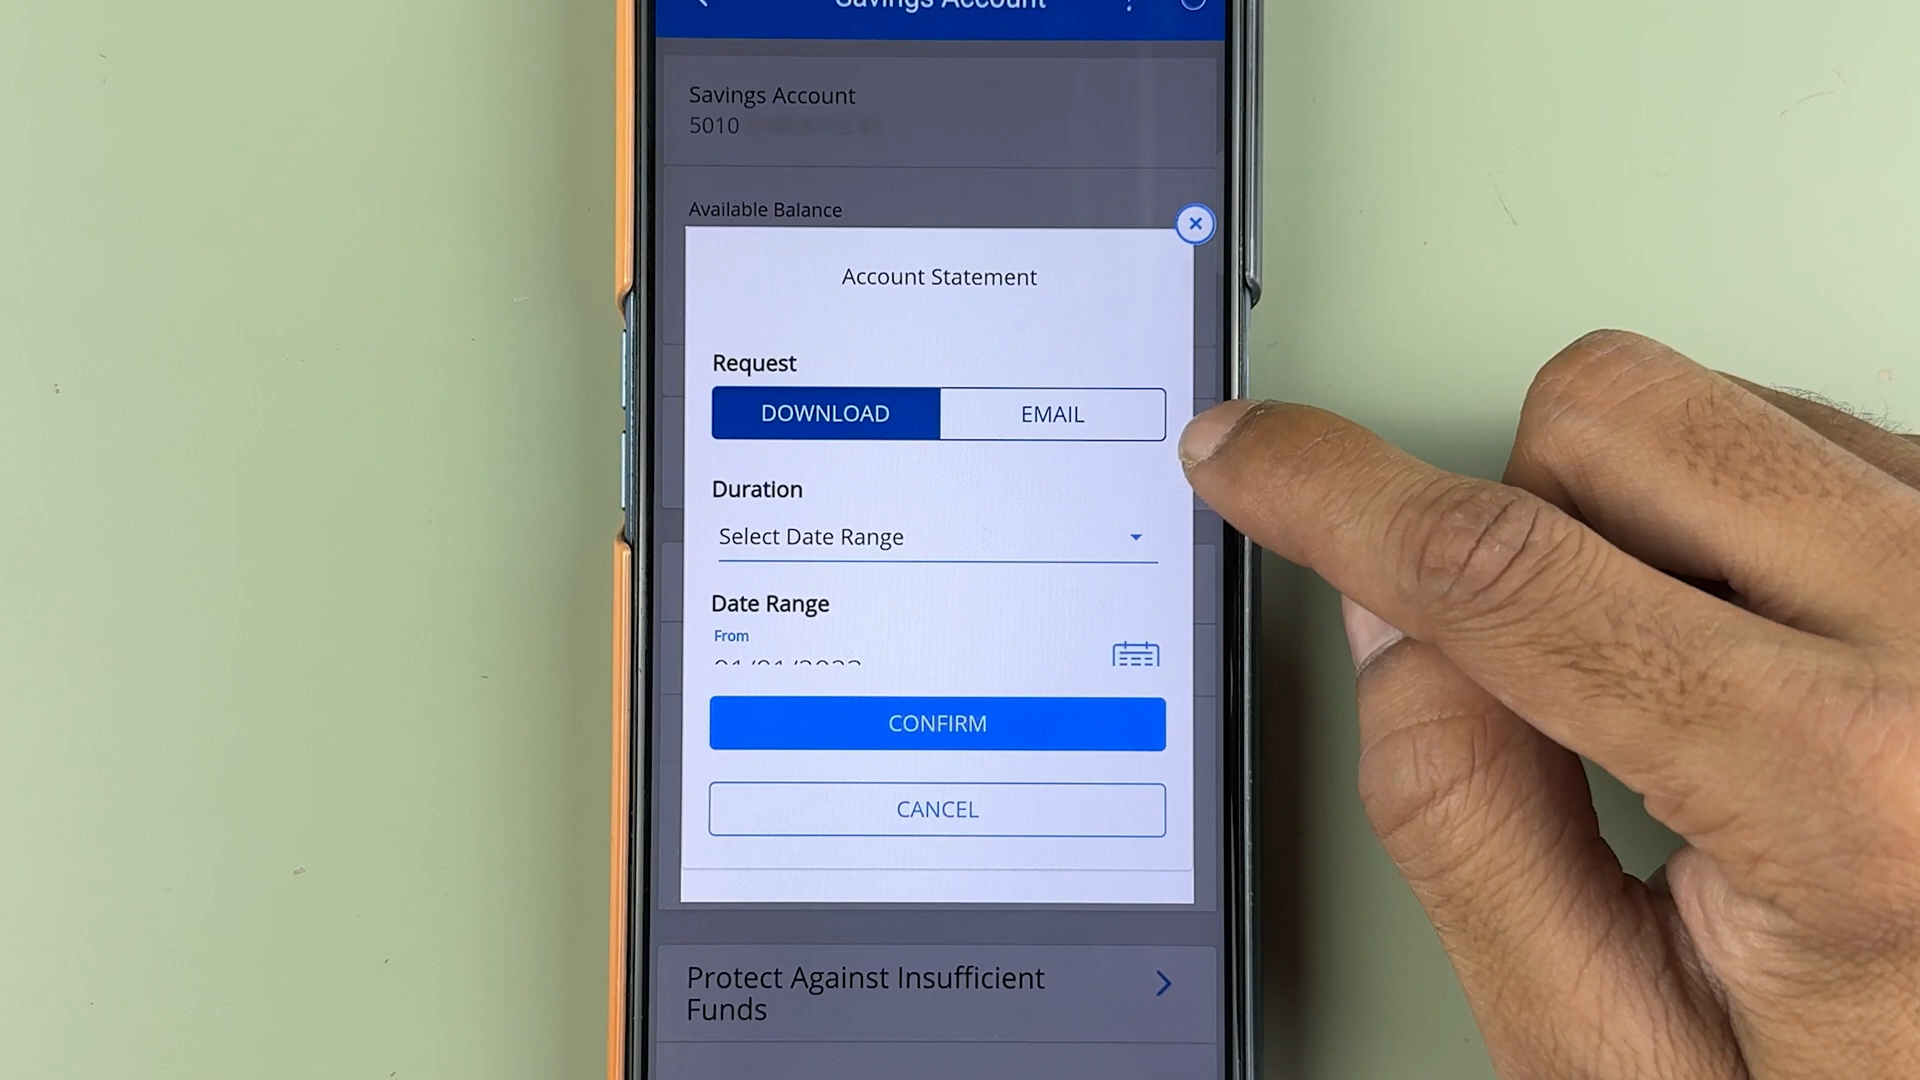 Savings Account
Savings Account
5010
Available Balance
Account Statement
Request
DOWNLOAD EMAIL
Duration
Select Date Range
Date Range
From
CONFIRM
CANCEL
Protect Against Insufficient
Funds